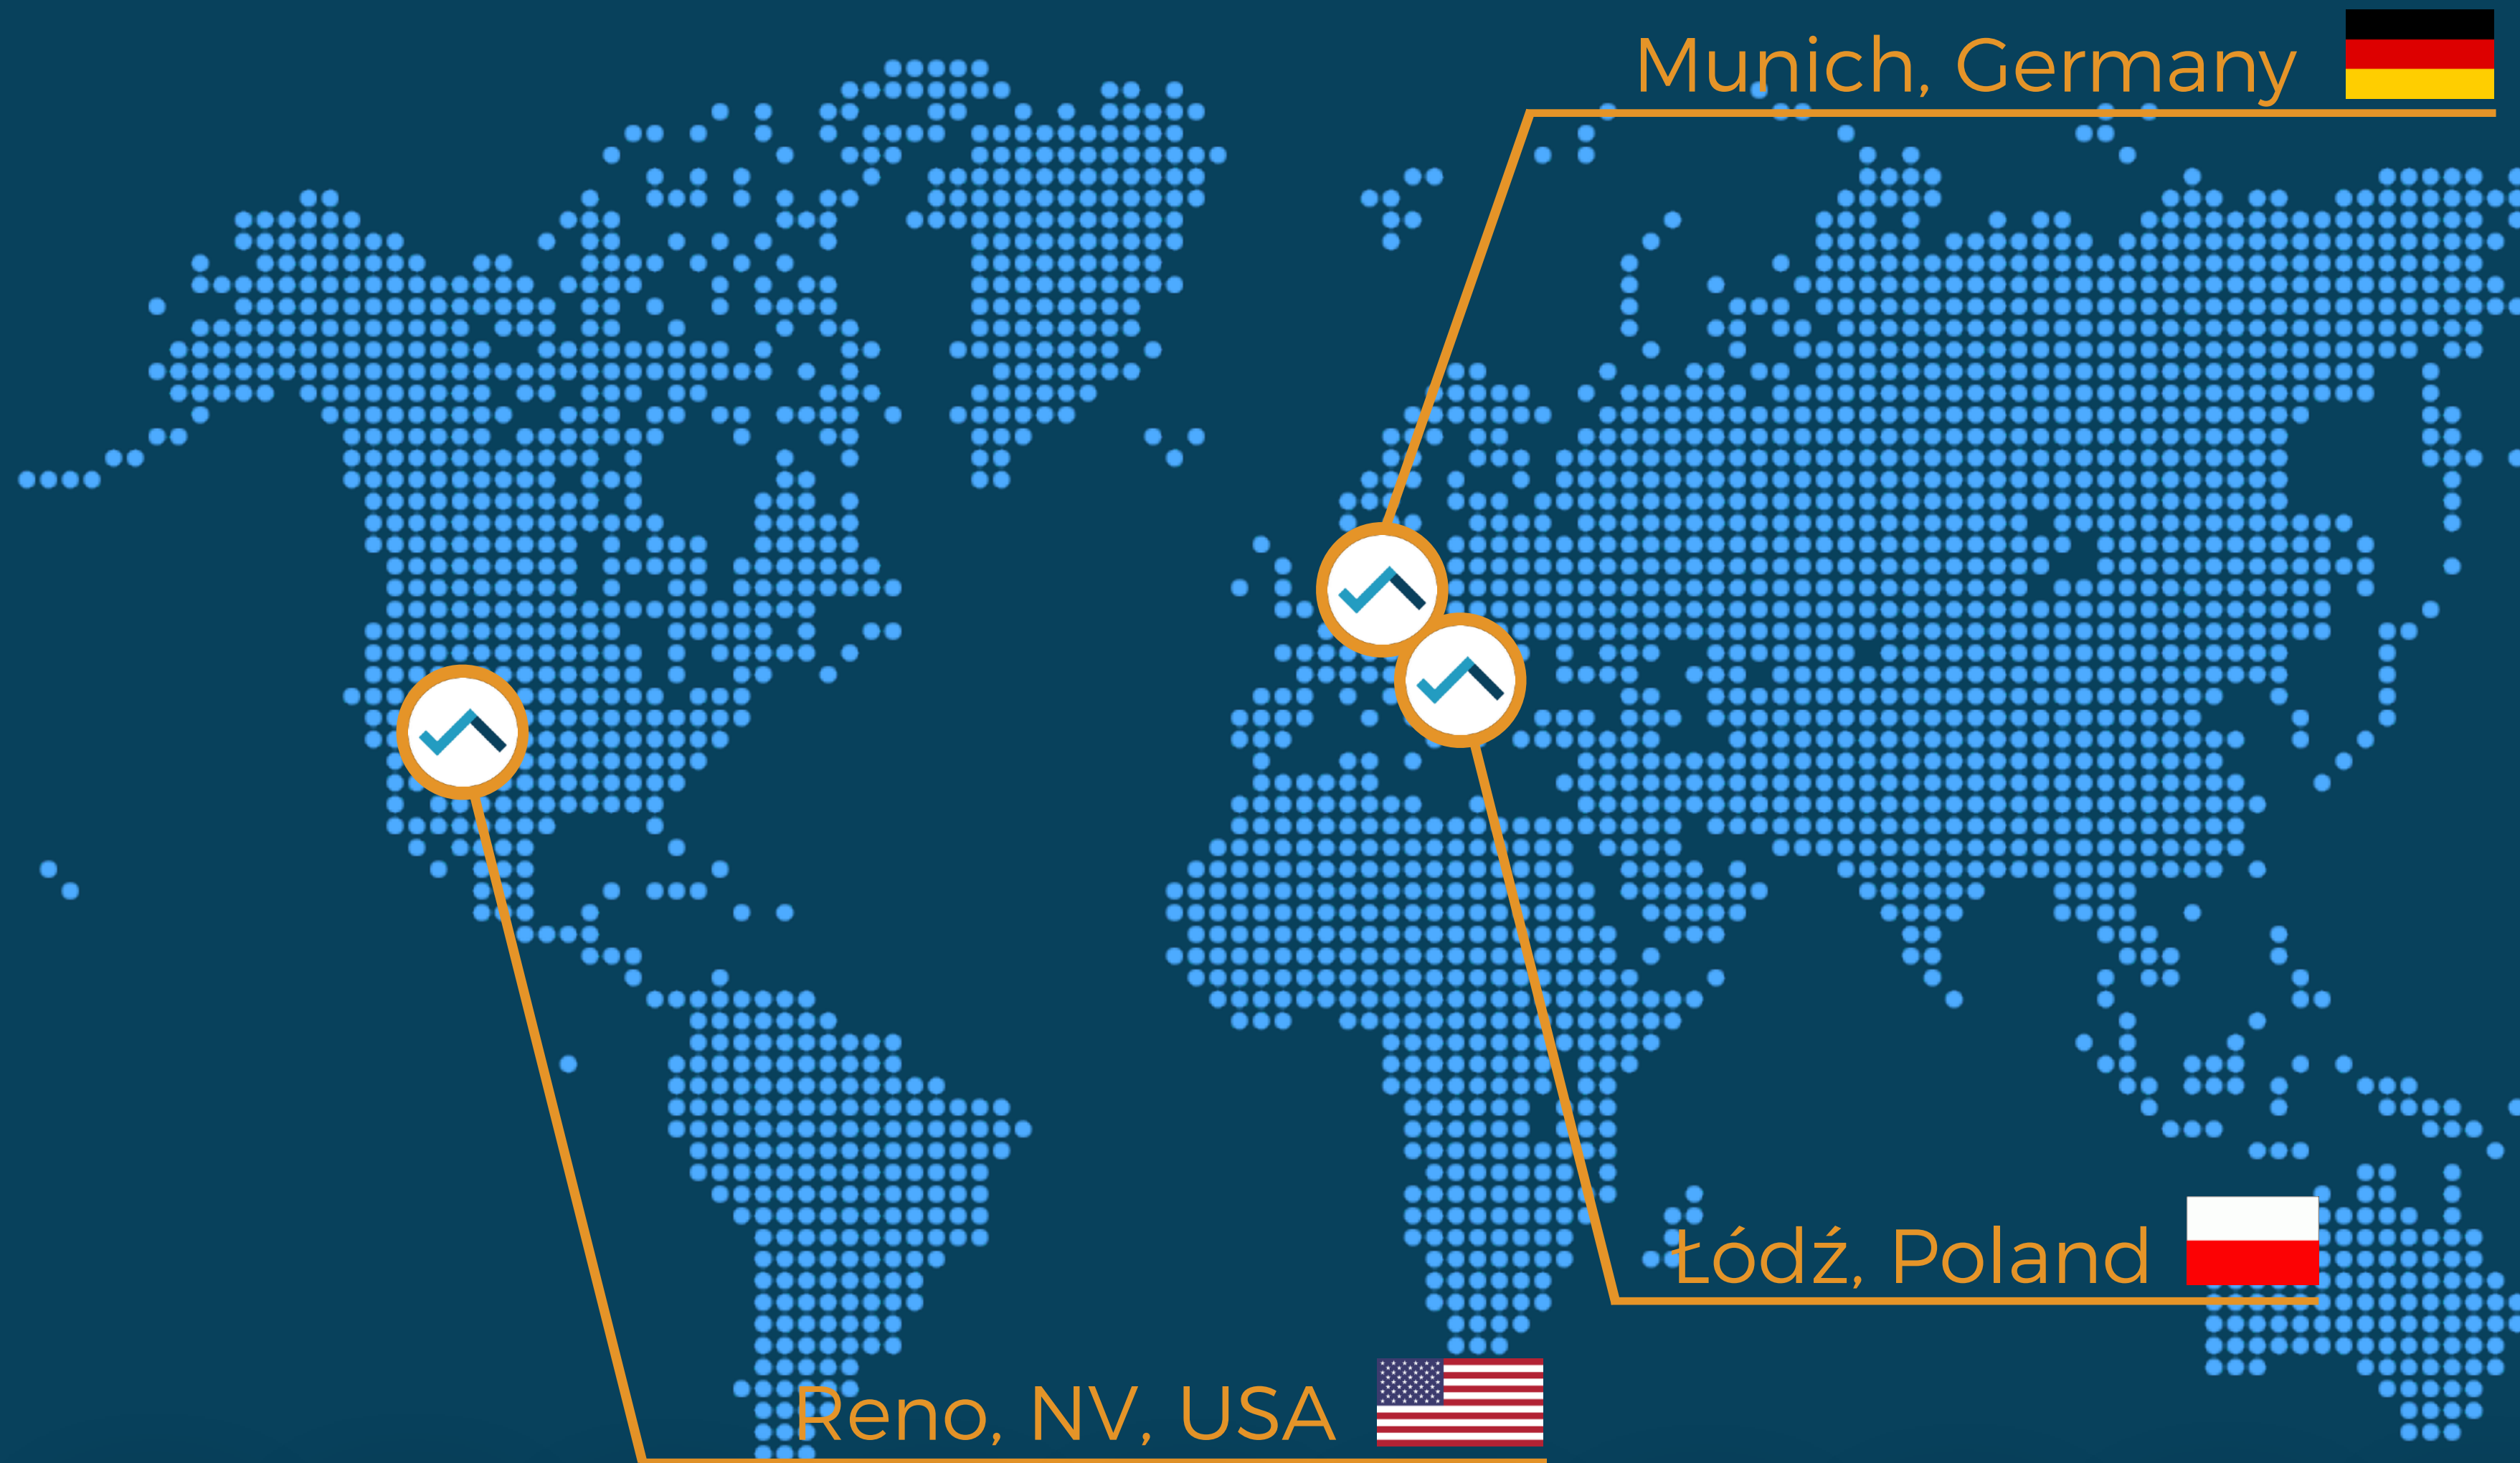 Munich, Germany
Łódź, Poland
Reno, NV, USA